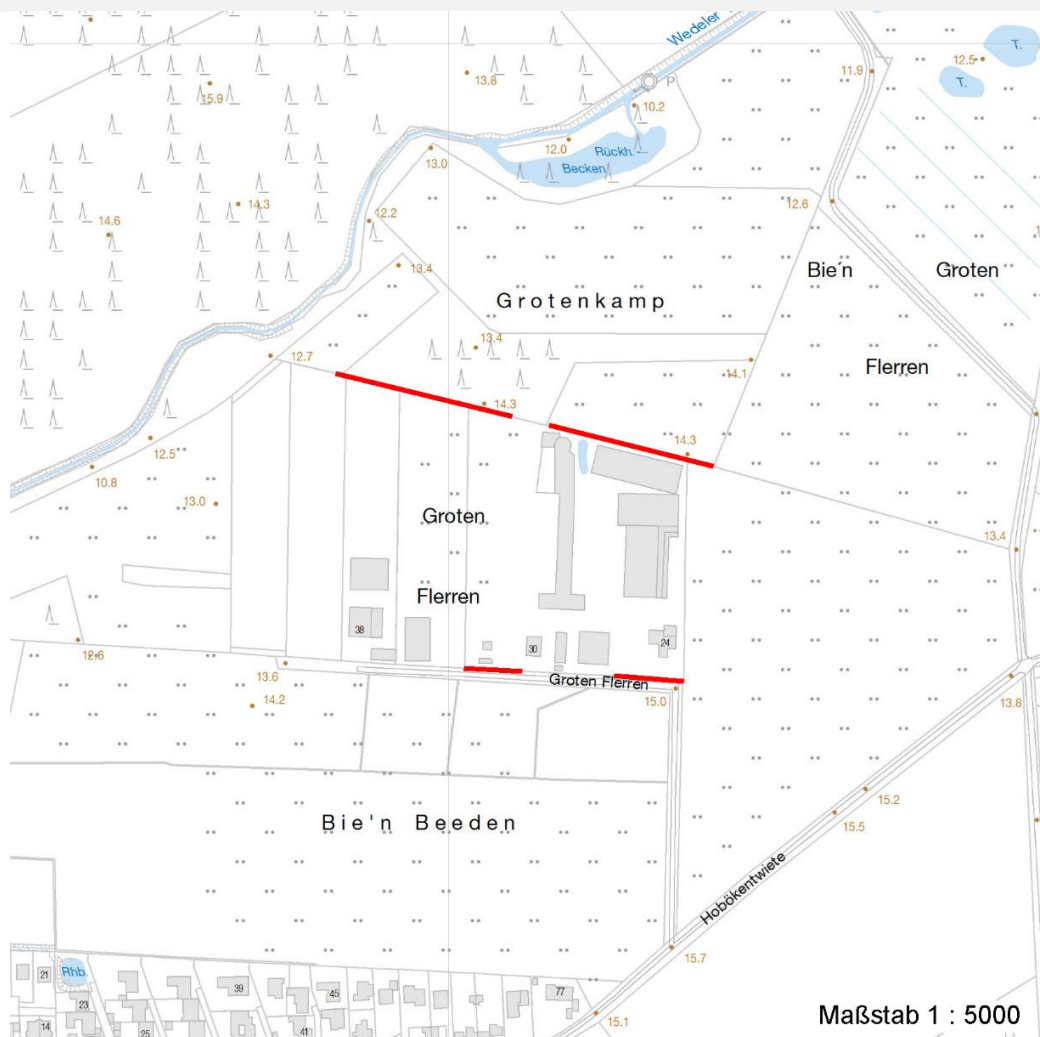 Wedeler
12.5
T.
13.8
11.9
T.
15.9
P
10.2
12.0
Rückh.
13.0
Becken
14.3
12.6
12.2
14.6
13.4
Bie´n
Groten
Grotenkamp
13.4
12.7
14.1
Flerren
14.3
14.3
12.5
10.8
13.0
Groten
13.4
Flerren
38
30
24
12.6
13.6
Groten Flerren
15.0
13.8
14.2
15.2
15.5
Bie'n Beeden
Hobökentwiete
15.7
21
Rhb.
39
45
77
23
14
25
41
15.1
Maßstab 1 : 5000